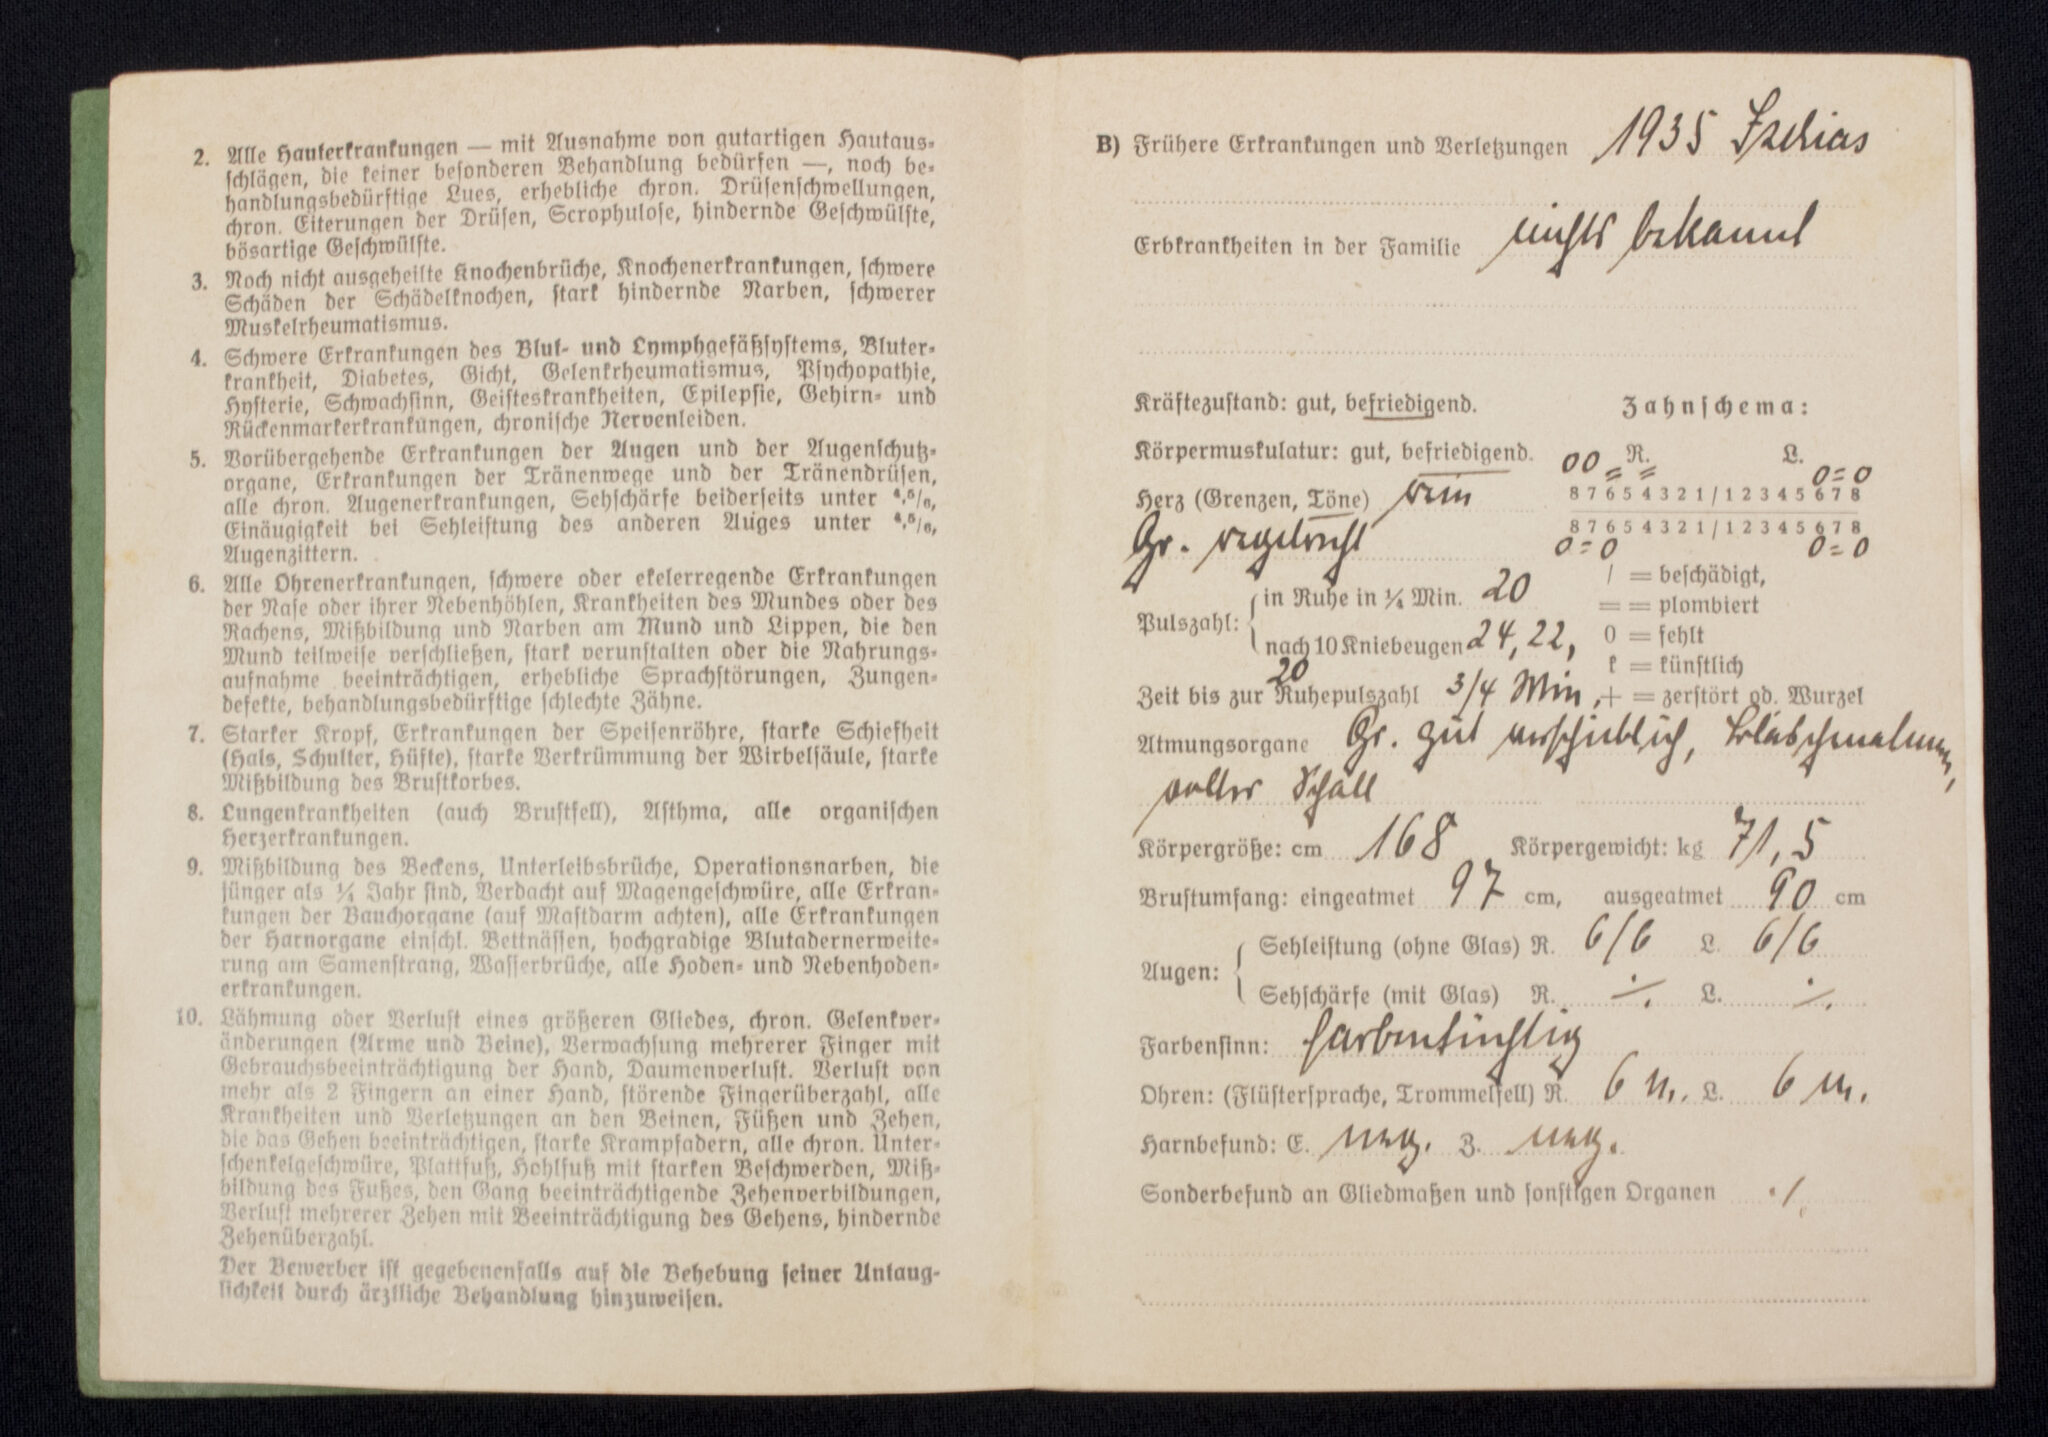 2. Alle Hauterkrankungen — mit Ausnahme von gutartigen Hautaus-
schlägen, die keiner besonderen Behandlung bedürfen —, noch be-
handlungsbedürftige Lues, erhebliche chron. Drüsenschwellungen,
chron. Eiterungen der Drüsen, Scrophulose, hindernde Geschwülste,
bösartige Geschwülste.
3. Noch nicht ausgeheilte Knochenbrüche, Knochenerkrankungen, schwere
Schäden der Schädelknochen, stark hindernde Narben, schwerer
Muskelrheumatismus.
4. Schwere Erkrankungen des Blut- und Lymphgefäßsystems, Bluter-
krankheit, Diabetes, Gicht, Gelenkrheumatismus, Psychopathie,
Hysterie, Schwachsinn, Geisteskrankheiten, Epilepsie, Gehirn- und
Rückenmarkerkrankungen, chronische Nervenleiden.
5. Vorübergehende Erkrankungen der Augen und der Augenschutz-
organe, Erkrankungen der Tränenwege und der Tränendrüsen,
alle chron. Augenerkrankungen, Sehschärfe beiderseits unter
Einäugigkeit bei Sehleistung des anderen Auges unter
Augenzittern.
6. Alle Ohrenerkrankungen, schwere oder ekelerregende Erkrankungen
der Nase oder ihrer Nebenhöhlen, Krankheiten des Mundes oder des
Rachens, Mißbildung und Narben am Mund und Lippen, die den
Mund teilweise verschließen, stark verunstalten oder die Nahrungs-
aufnahme beeinträchtigen, erhebliche Sprachstörungen, Zungen-
defekte, behandlungsbedürftige schlechte Zähne.
7. Starker Kropf, Erkrankungen der Speisenröhre, starke Schiefheit
(Hals, Schulter, Hüfte), starke Verkrümmung der Wirbelsäule, starke
Mißbildung des Brustkorbes.
8. Lungenkrankheiten (auch Brustfell), Asthma, alle organischen
Herzerkrankungen.
9. Mißbildung des Beckens, Unterleibsbrüche, Operationsnarben, die
jünger als ¼ Jahr sind, Verdacht auf Magengeschwüre, alle Erkran-
kungen der Bauchorgane (auf Mastdarm achten), alle Erkrankungen
der Harnorgane einschl. Bettnässen, hochgradige Blutadernerweite-
rung am Samenstrang, Wasserbrüche, alle Hoden- und Nebenhoden-
erkrankungen.
10. Lähmung oder Verlust eines größeren Gliedes, chron. Gelenkver-
änderungen (Arme und Beine), Verwachsung mehrerer Finger mit
Gebrauchsbeeinträchtigung der Hand, Daumenverlust. Verlust von
mehr als 2 Fingern an einer Hand, störende Fingerüberzahl, alle
Krankheiten und Verletzungen an den Beinen, Füßen und Zehen,
die das Gehen beeinträchtigen, starke Krampfadern, alle chron. Unter-
schenkelgeschwüre, Plattfuß, Hohlfuß mit starken Beschwerden, Miß-
bildung des Fußes, den Gang beeinträchtigende Zehenverbildungen,
Verlust mehrerer Zehen mit Beeinträchtigung des Gehens, hindernde
Zehenüberzahl.
Der Bewerber ist gegebenenfalls auf die Behebung seiner Untaug-
lichkeit durch ärztliche Behandlung hinzuweisen.
B) Frühere Erkrankungen und Verletzungen 1935 Ischias
Erbkrankheiten in der Familie nichts bekannt
Kräftezustand: gut, befriedigend. Zahnschema:
Körpermuskulatur: gut, befriedigend. 00 = = R. L. 0=0
Herz (Grenzen, Töne) rein 8 7 6 5 4 3 2 1 / 1 2 3 4 5 6 7 8
Gr. regelrecht 8 7 6 5 4 3 2 1 / 1 2 3 4 5 6 7 8
0=0 0=0
Pulszahl: in Ruhe in ¼ Min. 20 / = beschädigt,
= = plombiert
nach 10 Kniebeugen 24, 22, 20 0 = fehlt
k = künstlich
Zeit bis zur Ruhepulszahl 3/4 Min. + = zerstört od. Wurzel
Atmungsorgane Gr. gut verschieblich, Bläschenatmen,
voller Schall
Körpergröße: cm 168 Körpergewicht: kg 71,5
Brustumfang: eingeatmet 97 cm, ausgeatmet 90 cm
Augen: Sehleistung (ohne Glas) R. 6/6 L. 6/6
Sehschärfe (mit Glas) R. ./. L. ./.
Farbensinn: farbentüchtig
Ohren: (Flüstersprache, Trommelfell) R. 6 m. L. 6 m.
Harnbefund: E. neg. Z. neg.
Sonderbefund an Gliedmaßen und sonstigen Organen ./.